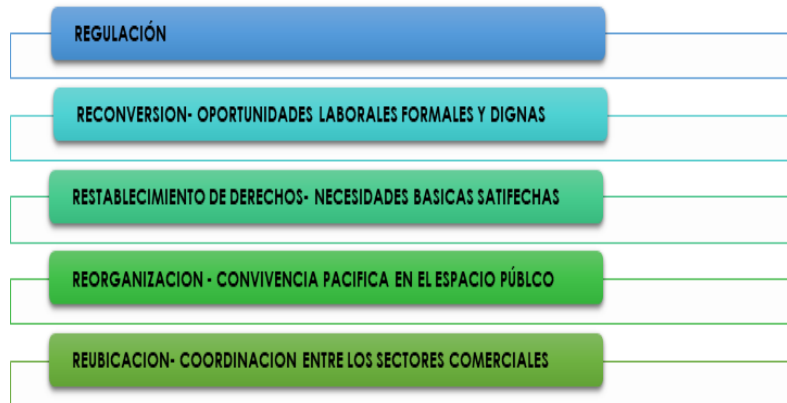 REGULACIÓN
RECONVERSION- OPORTUNIDADES LABORALES FORMALES Y DIGNAS
RESTABLECIMIENTO DE DERECHOS- NECESIDADES BASICAS SATIFECHAS
REORGANIZACION - CONVIVENCIA PACIFICA EN EL ESPACIO PÚBLCO
REUBICACION- COORDINACION ENTRE LOS SECTORES COMERCIALES